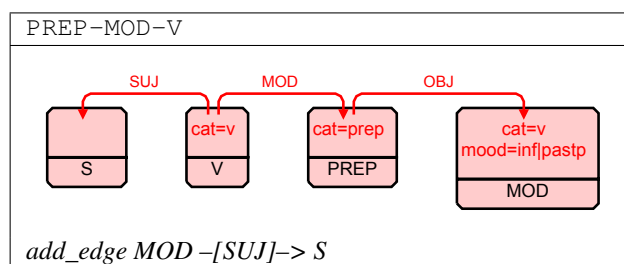 PREP-MOD-V
SUJ MOD OBJ
cat=v cat=prep cat=v
mood=inf|pastp
S V PREP MOD
add_edge MOD –[SUJ]–> S